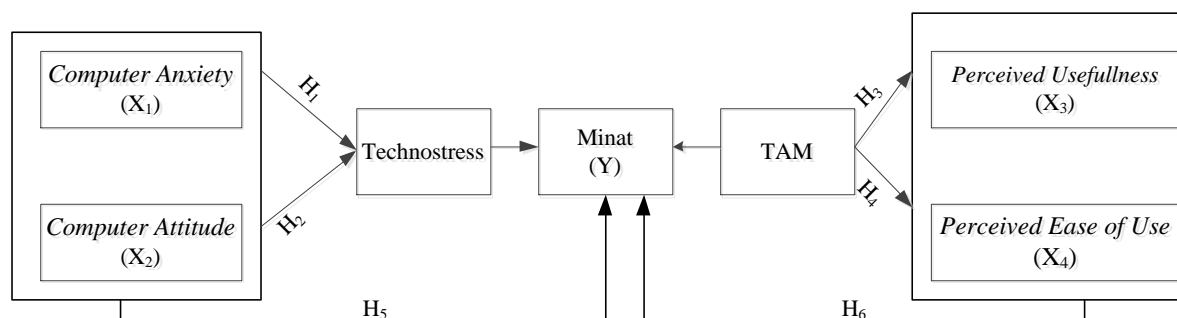 Computer Anxiety
(X₁)
H₁
Computer Attitude
(X₂)
H₂
Technostress
Minat
(Y)
TAM
H₃
Perceived Usefullness
(X₃)
H₄
Perceived Ease of Use
(X₄)
H₅
H₆